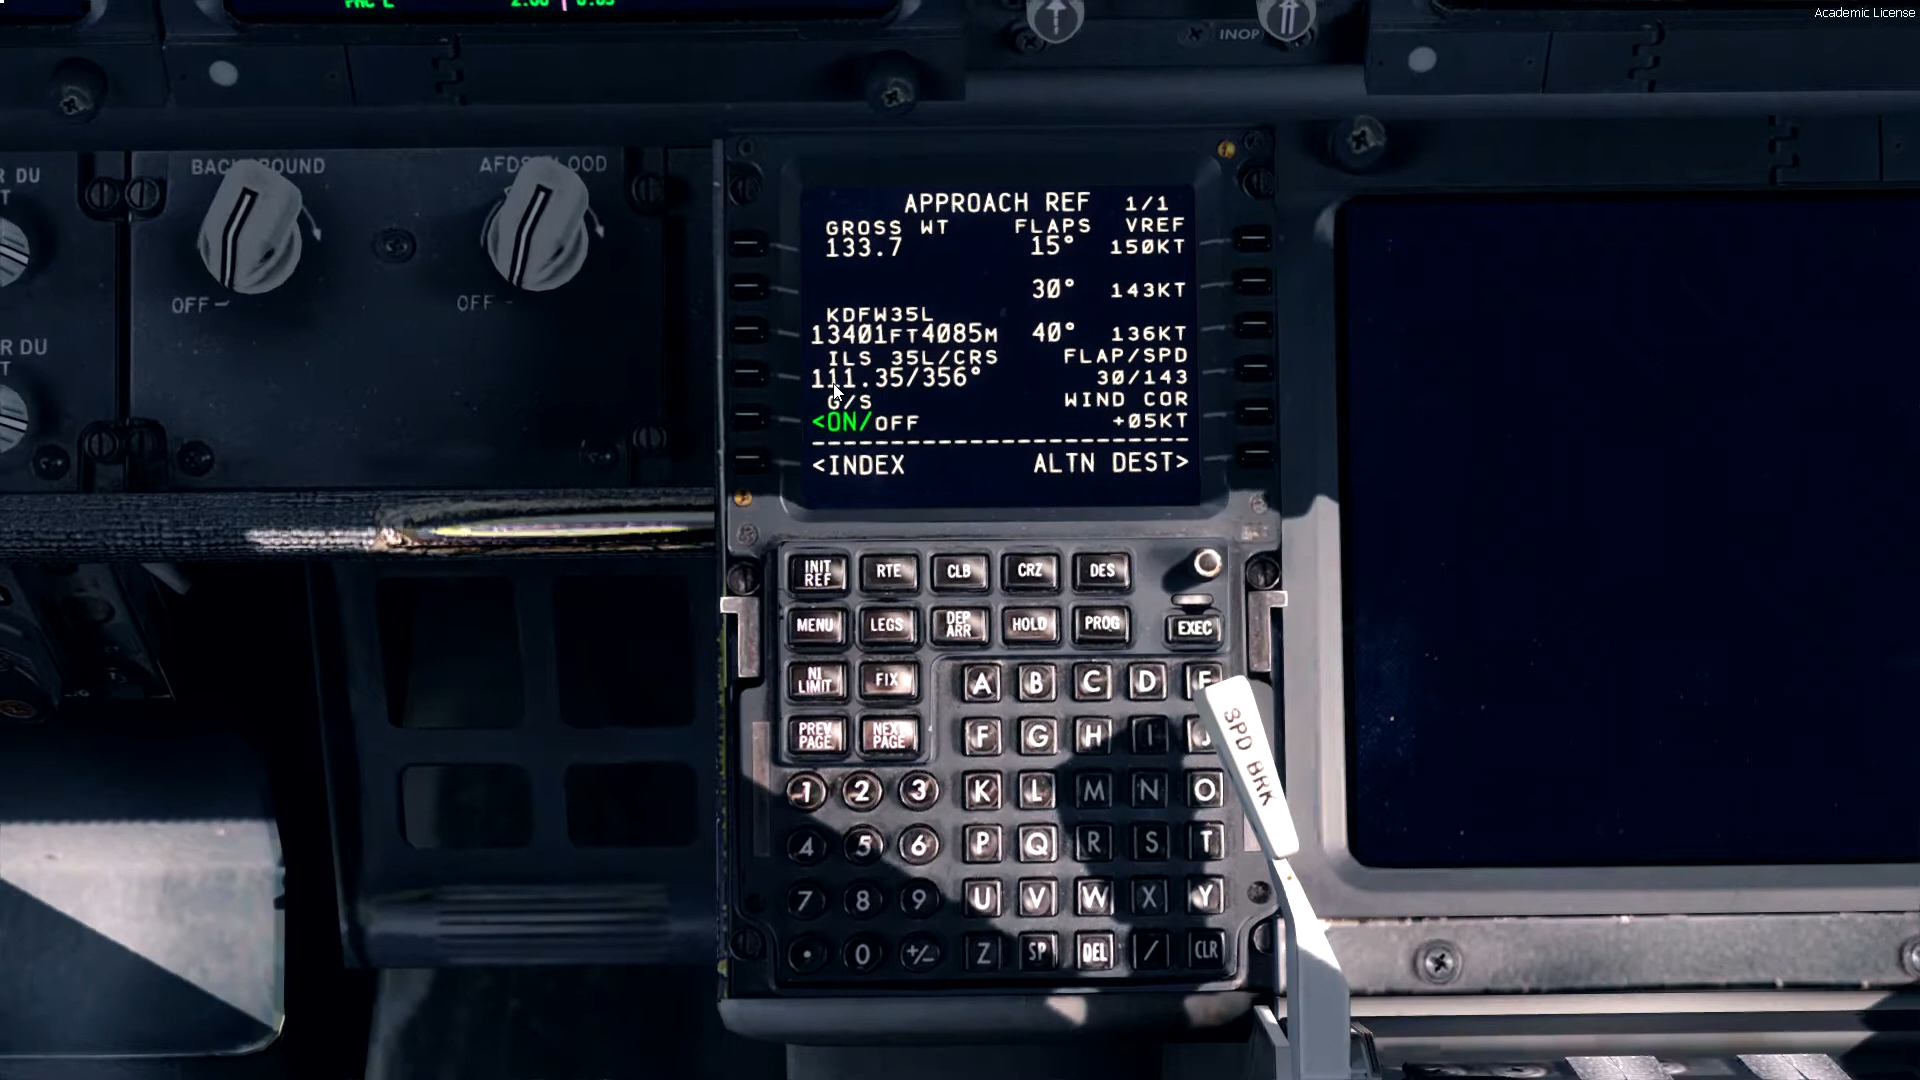 Academic License
INOP
R DU
T
BACKGROUND
AFDS FLOOD
OFF
OFF
R DU
T
APPROACH REF 1/1
GROSS WT FLAPS VREF
133.7 15° 150KT
30° 143KT
KDFW35L
13401FT4085M 40° 136KT
ILS 35L/CRS FLAP/SPD
111.35/356° 30/143
G/S WIND COR
<ON/OFF +05KT
--------------------------------
<INDEX ALTN DEST>
INIT REF RTE CLB CRZ DES
MENU LEGS DEP ARR HOLD PROG EXEC
N1 LIMIT FIX A B C D E
PREV PAGE NEXT PAGE F G H I J
1 2 3 K L M N O
4 5 6 P Q R S T
7 8 9 U V W X Y
. 0 +/- Z SP DEL / CLR
SPD BRK